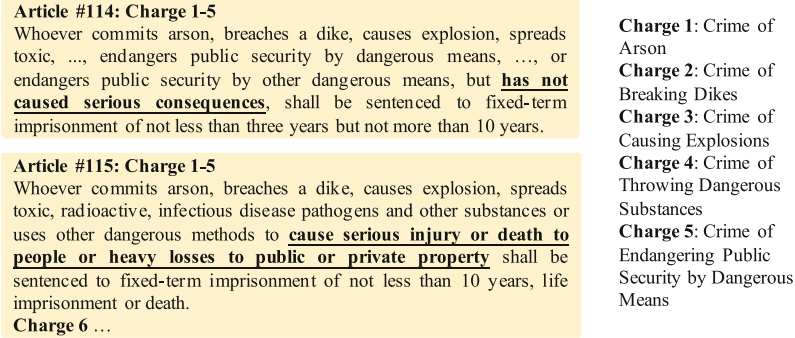 Article #114: Charge 1-5
Whoever commits arson, breaches a dike, causes explosion, spreads
toxic, ..., endangers public security by dangerous means, …, or
endangers public security by other dangerous means, but has not
caused serious consequences, shall be sentenced to fixed-term
imprisonment of not less than three years but not more than 10 years.
Article #115: Charge 1-5
Whoever commits arson, breaches a dike, causes explosion, spreads
toxic, radioactive, infectious disease pathogens and other substances or
uses other dangerous methods to cause serious injury or death to
people or heavy losses to public or private property shall be
sentenced to fixed-term imprisonment of not less than 10 years, life
imprisonment or death.
Charge 6 …
Charge 1: Crime of
Arson
Charge 2: Crime of
Breaking Dikes
Charge 3: Crime of
Causing Explosions
Charge 4: Crime of
Throwing Dangerous
Substances
Charge 5: Crime of
Endangering Public
Security by Dangerous
Means